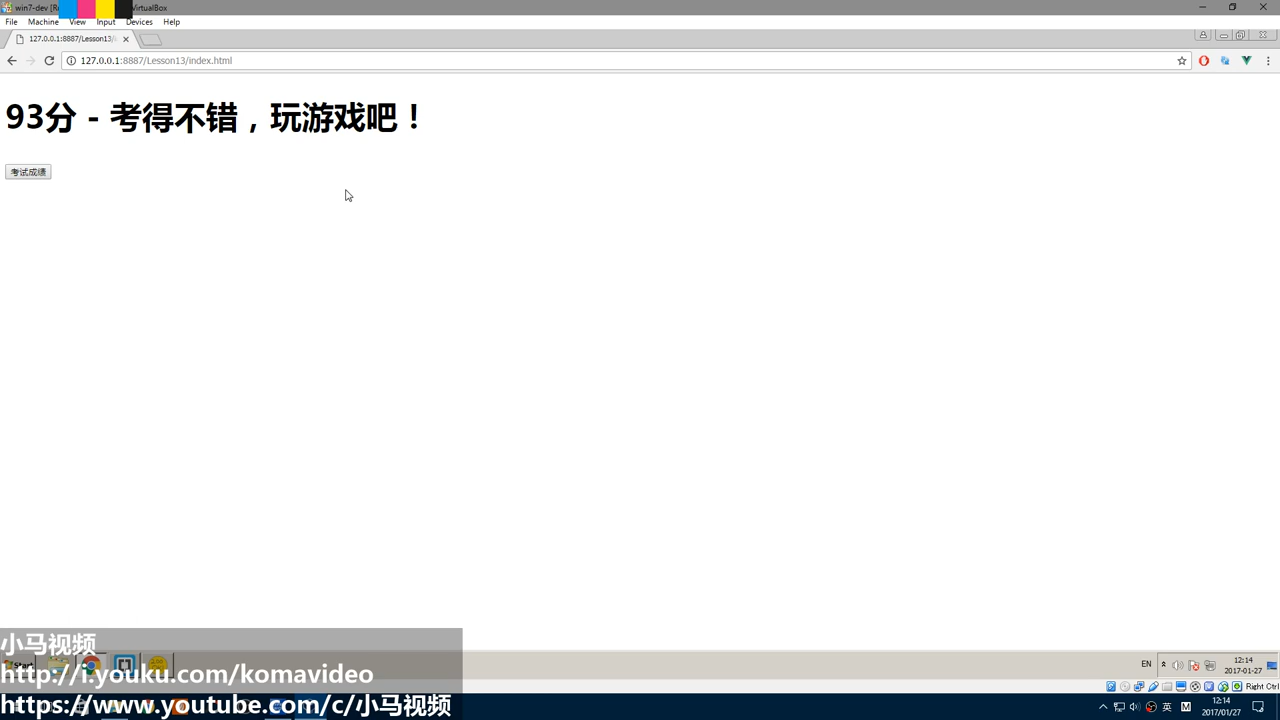 win7-dev [R
VirtualBox
File Machine View Input Devices Help
127.0.0.1:8887/Lesson13/i
127.0.0.1:8887/Lesson13/index.html
93分 - 考得不错，玩游戏吧！
考试成绩
小马视频
http://i.youku.com/komavideo
https://www.youtube.com/c/小马视频
Start
EN
12:14
2017-01-27
Right Ctrl
英
M
12:14
2017/01/27